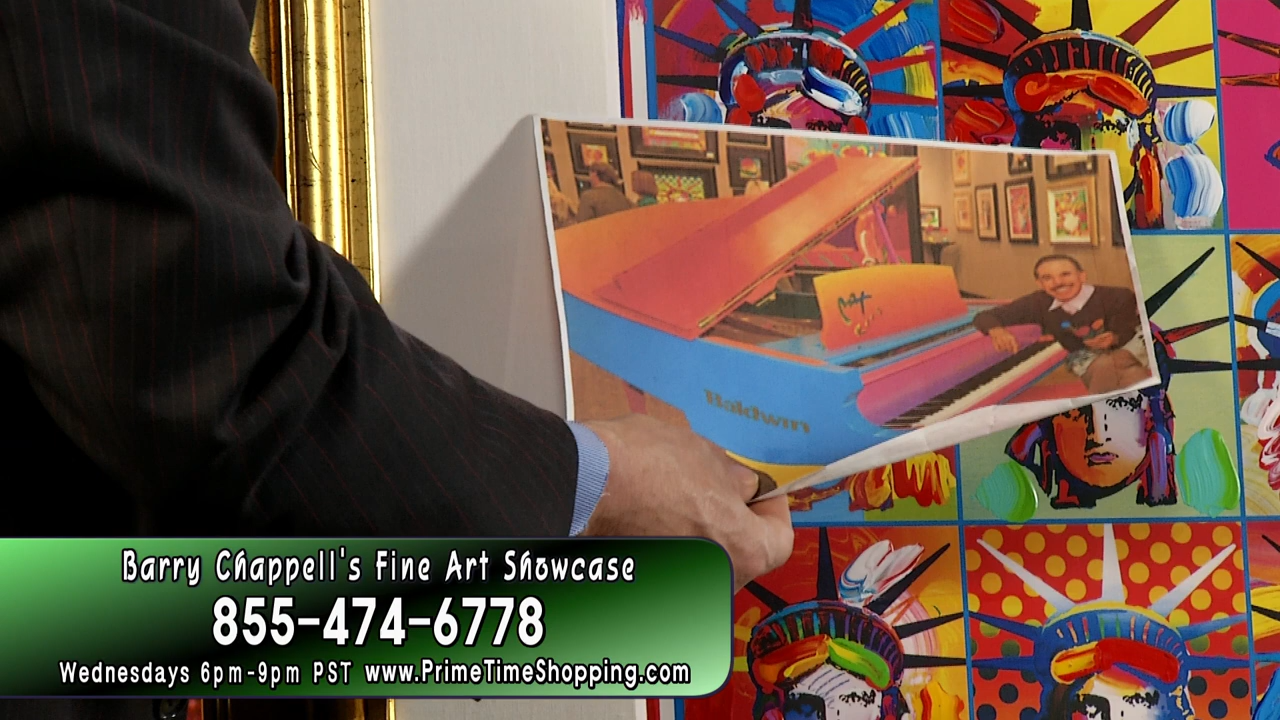 Baldwin
Barry Chappell's Fine Art Showcase
855-474-6778
Wednesdays 6pm-9pm PST www.PrimeTimeShopping.com